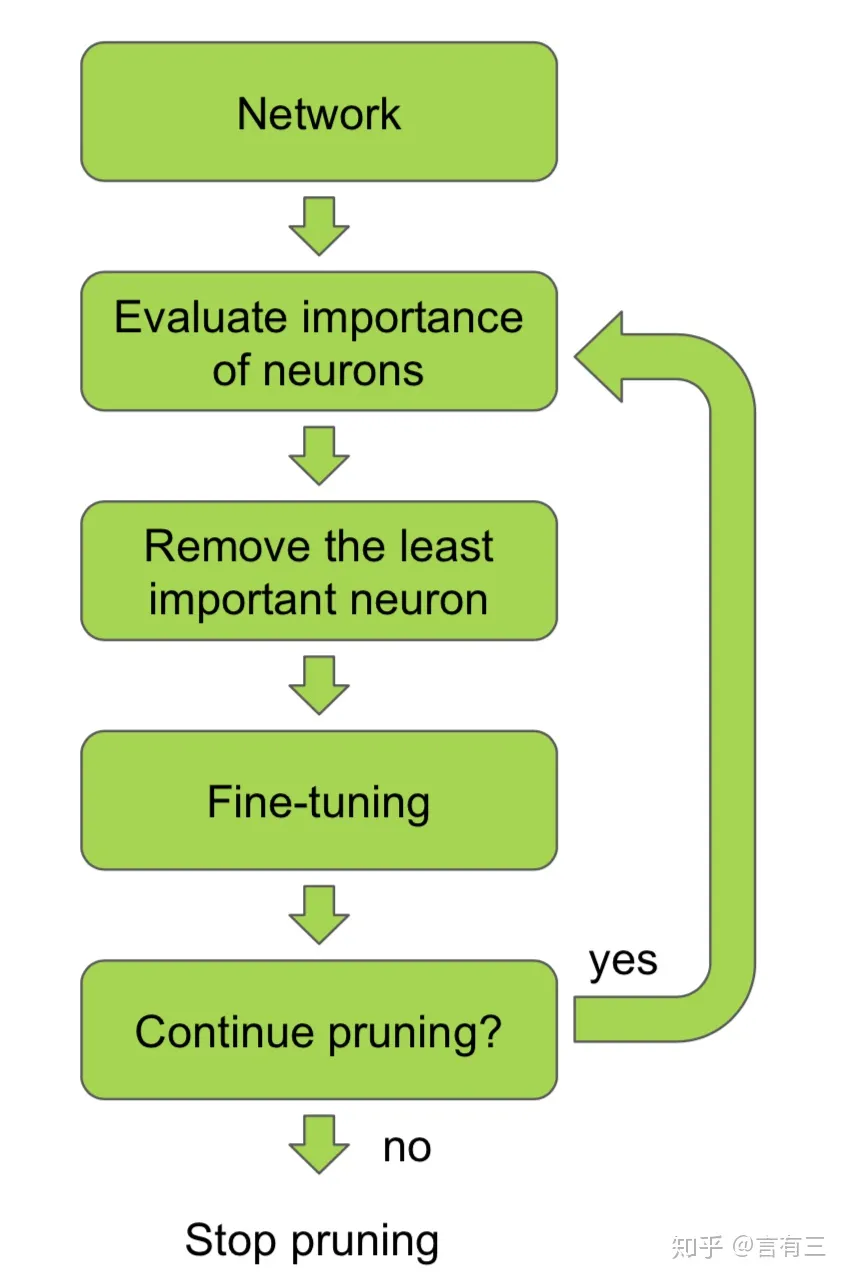 Network
Evaluate importance
of neurons
Remove the least
important neuron
Fine-tuning
yes
Continue pruning?
no
Stop pruning
知乎 @言有三